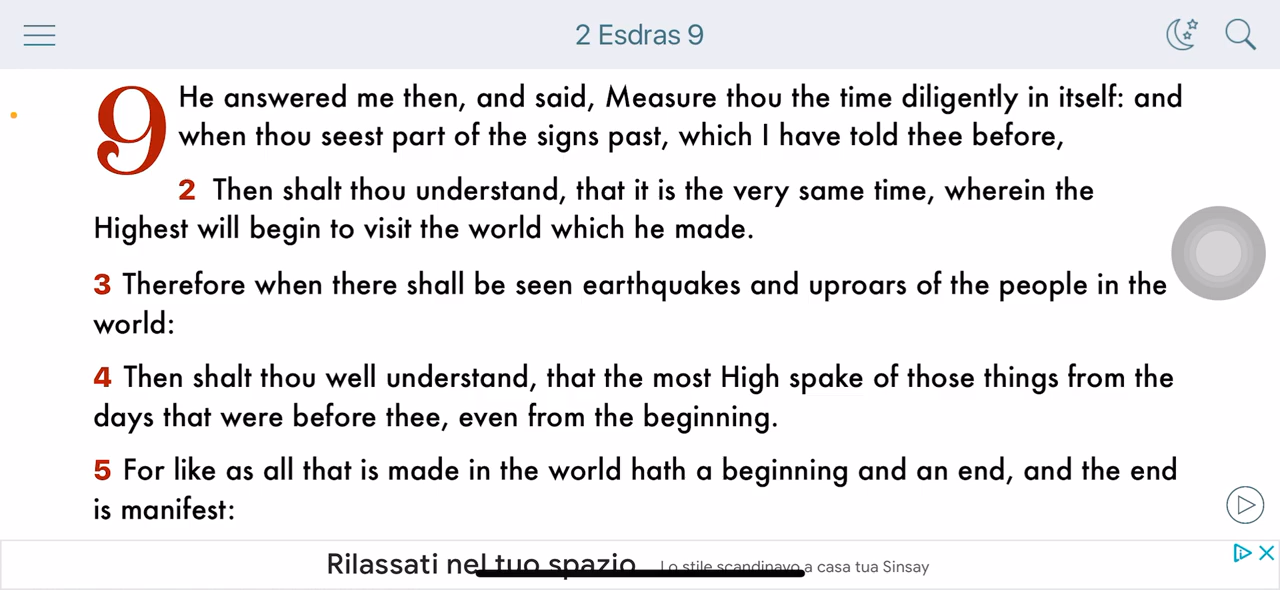 2 Esdras 9
9 He answered me then, and said, Measure thou the time diligently in itself: and
when thou seest part of the signs past, which I have told thee before,
2 Then shalt thou understand, that it is the very same time, wherein the
Highest will begin to visit the world which he made.
3 Therefore when there shall be seen earthquakes and uproars of the people in the
world:
4 Then shalt thou well understand, that the most High spake of those things from the
days that were before thee, even from the beginning.
5 For like as all that is made in the world hath a beginning and an end, and the end
is manifest:
Rilassati nel tuo spazio Lo stile scandinavo a casa tua Sinsay